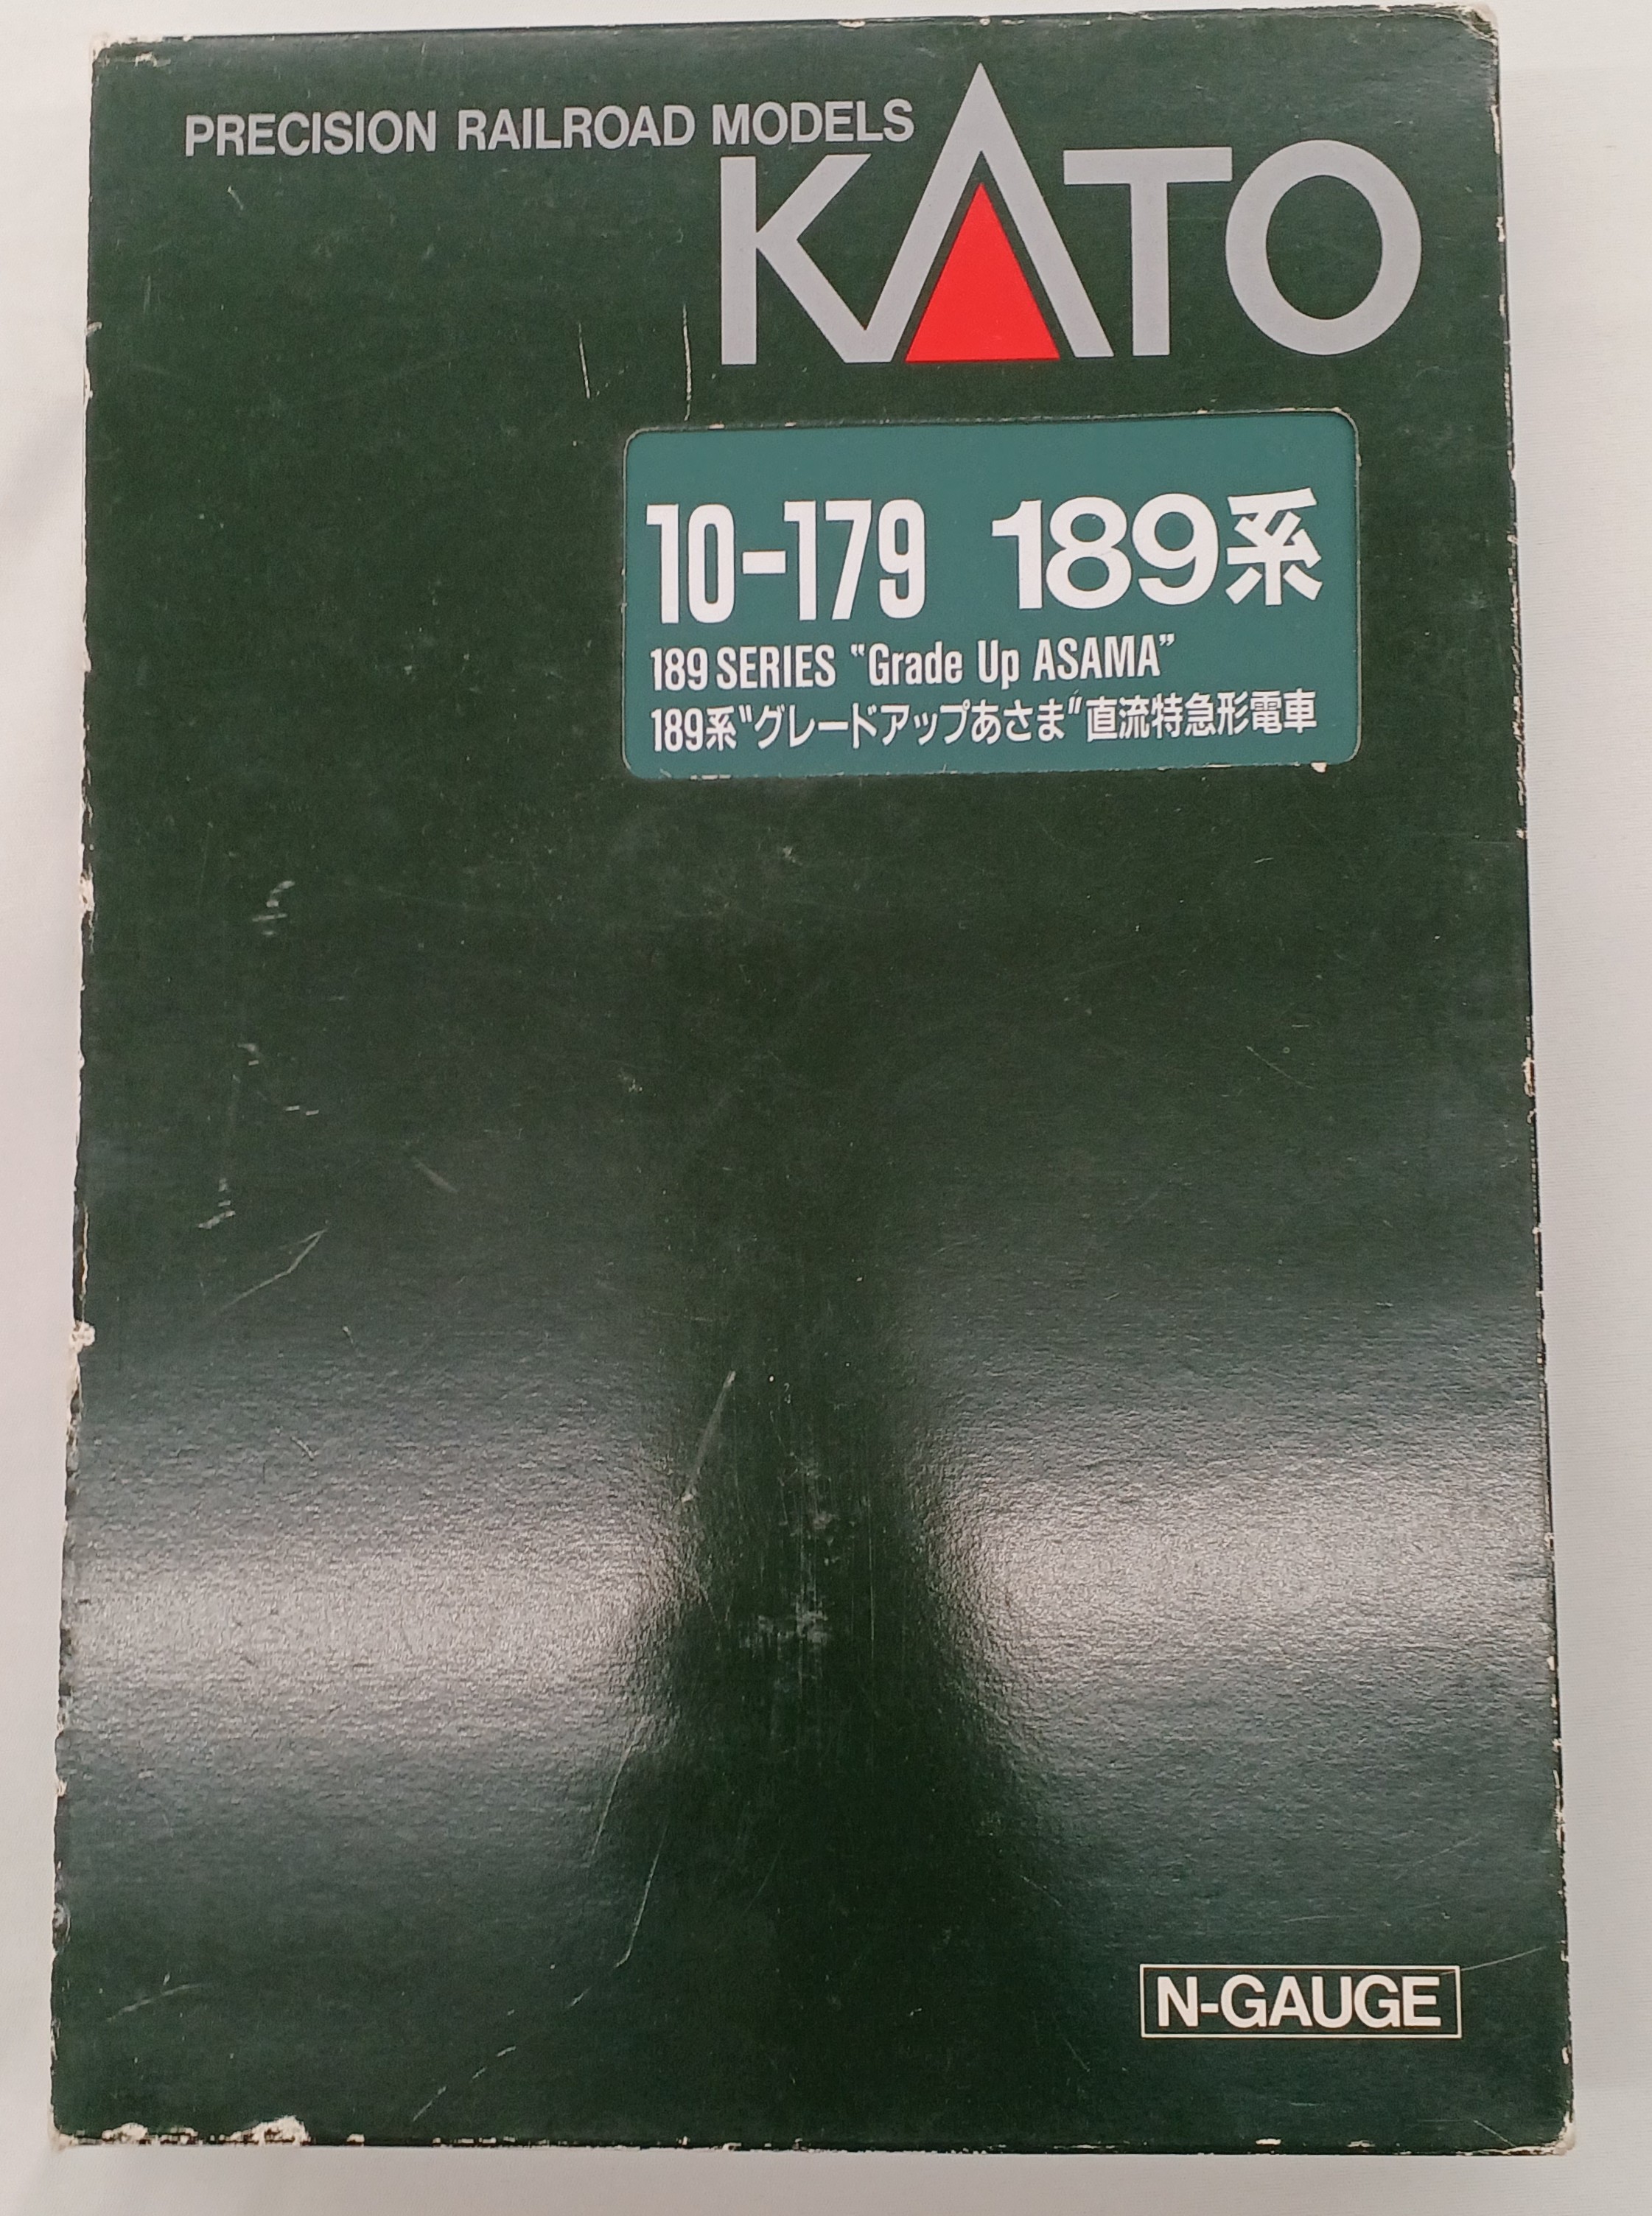 PRECISION RAILROAD MODELS
KATO
10-179 189系
189 SERIES “Grade Up ASAMA”
189系“グレードアップあさま”直流特急形電車
N-GAUGE